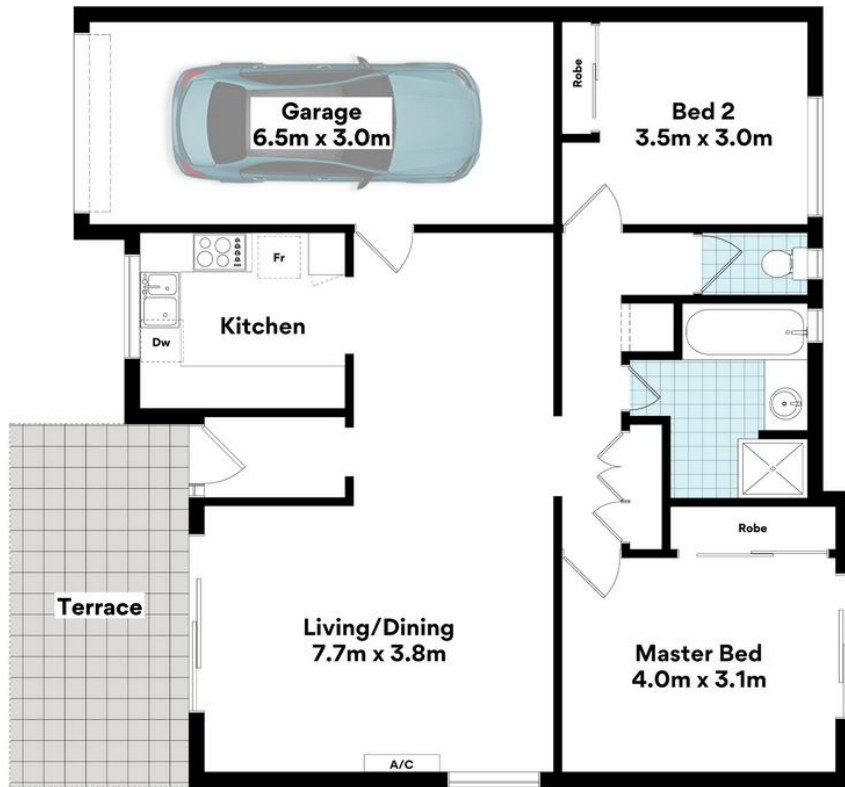 Garage
6.5m x 3.0m
Robe
Bed 2
3.5m x 3.0m
Fr
Kitchen
Dw
Robe
Terrace
Living/Dining
7.7m x 3.8m
Master Bed
4.0m x 3.1m
A/C